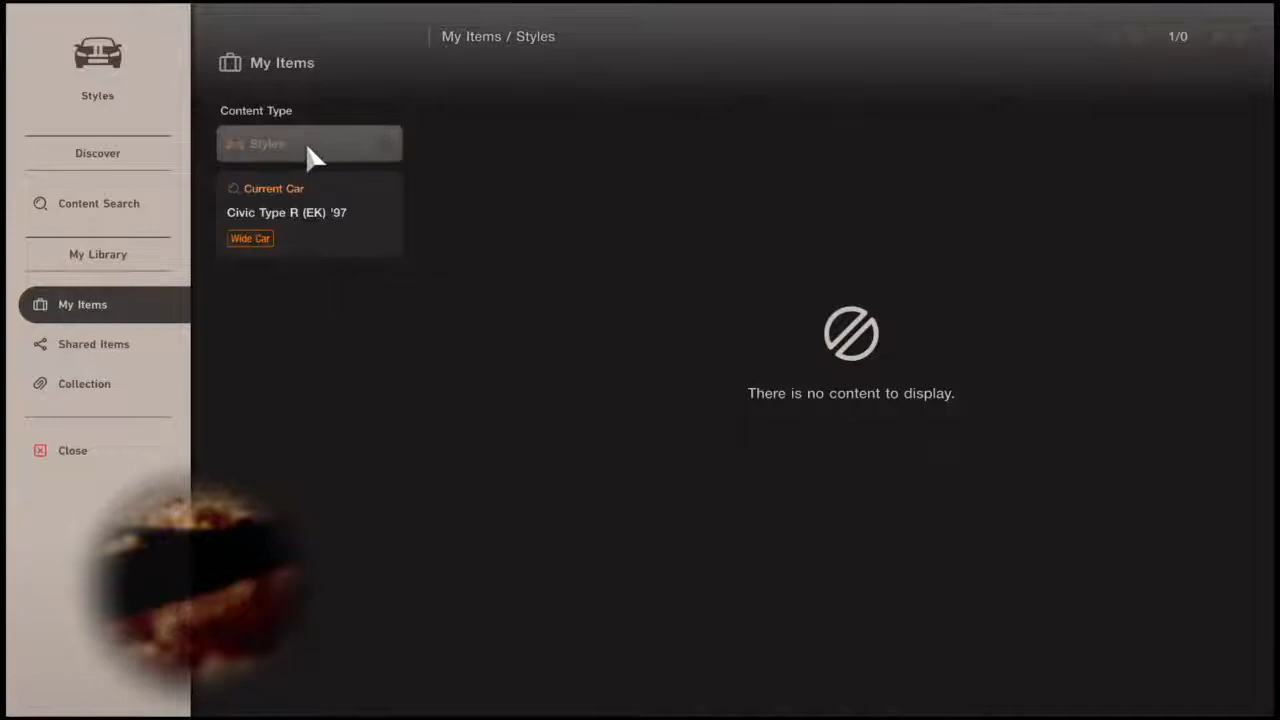 Styles
Discover
Content Search
My Library
My Items
Shared Items
Collection
Close
My Items
Content Type
Styles
Current Car
Civic Type R (EK) '97
Wide Car
My Items / Styles
1/0
There is no content to display.